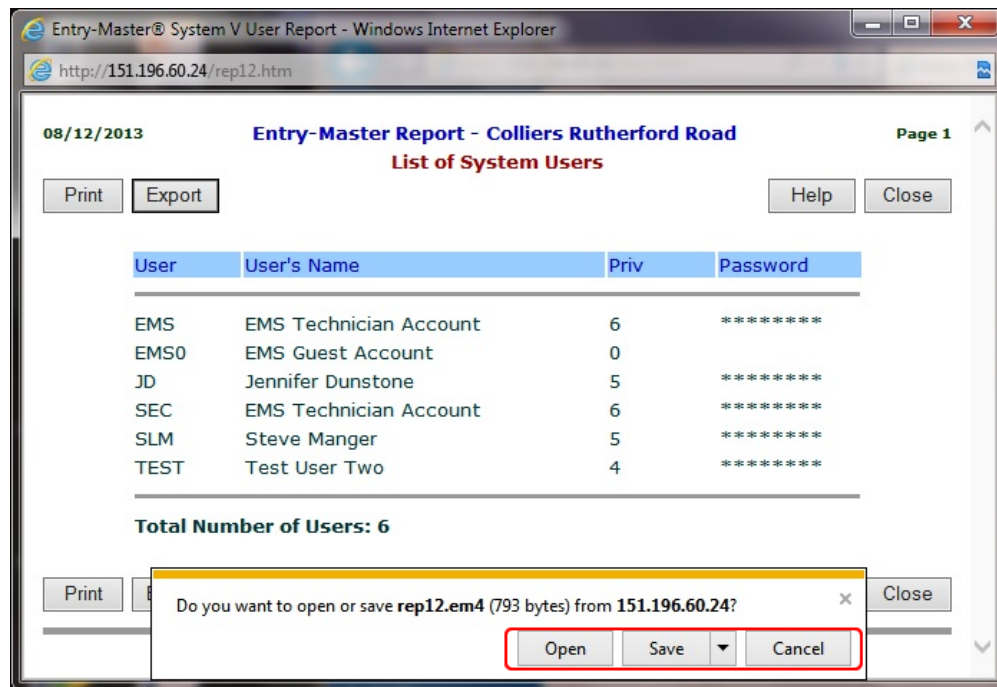 Entry-Master® System V User Report - Windows Internet Explorer
http://151.196.60.24/rep12.htm
08/12/2013 Entry-Master Report - Colliers Rutherford Road Page 1
List of System Users
Print Export Help Close
User User's Name Priv Password
EMS EMS Technician Account 6 ********
EMS0 EMS Guest Account 0
JD Jennifer Dunstone 5 ********
SEC EMS Technician Account 6 ********
SLM Steve Manger 5 ********
TEST Test User Two 4 ********
Total Number of Users: 6
Print Close
Do you want to open or save rep12.em4 (793 bytes) from 151.196.60.24?
Open Save Cancel